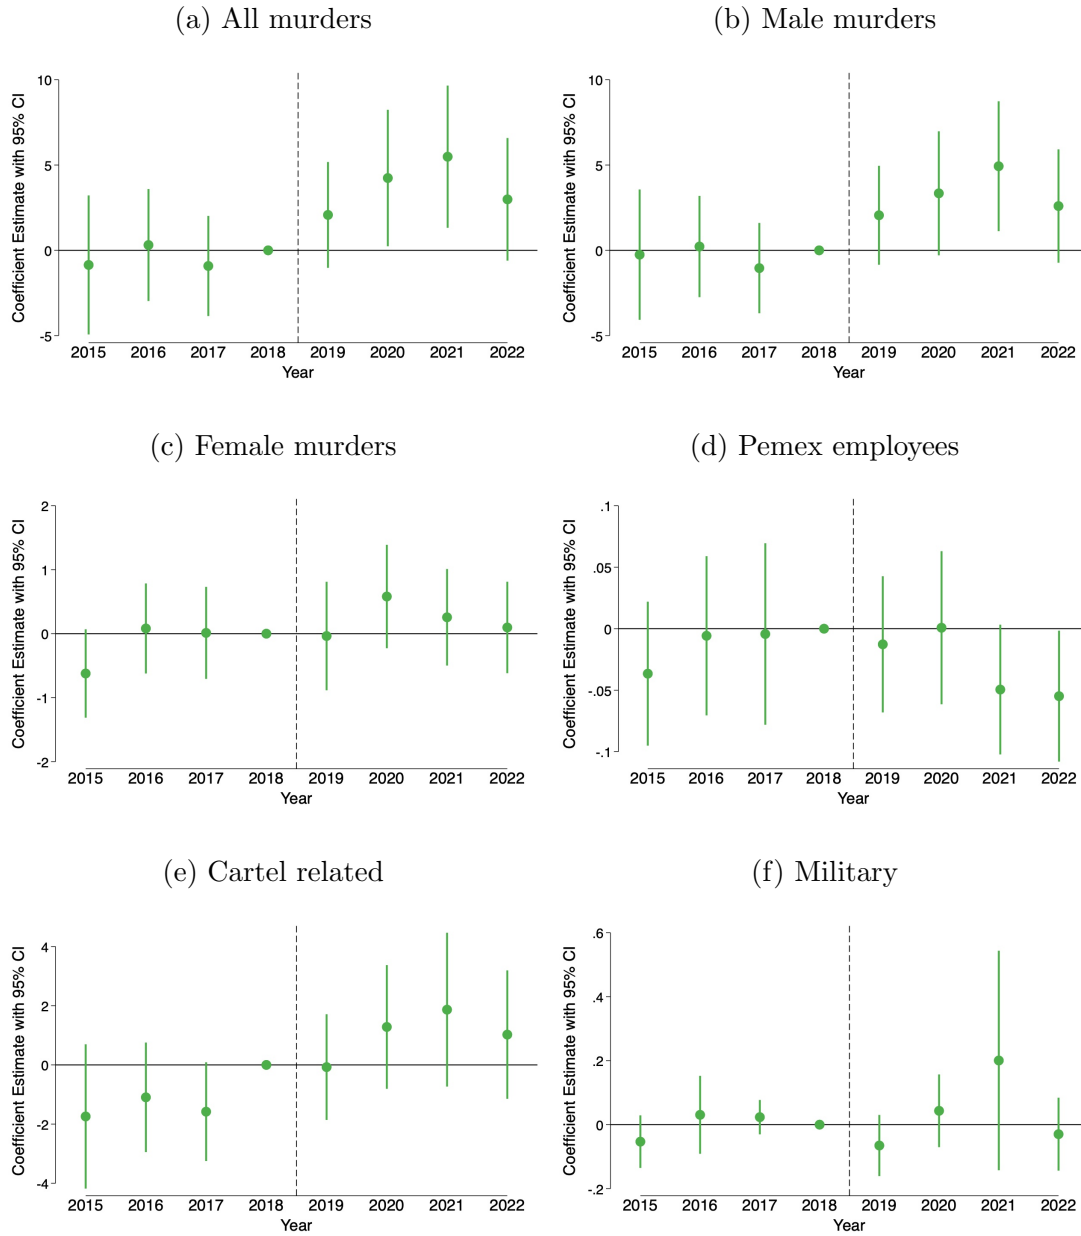 (a) All murders
Coefficient Estimate with 95% CI
10
5
0
-5
2015 2016 2017 2018 2019 2020 2021 2022
Year
(b) Male murders
Coefficient Estimate with 95% CI
10
5
0
-5
2015 2016 2017 2018 2019 2020 2021 2022
Year
(c) Female murders
Coefficient Estimate with 95% CI
2
1
0
-1
-2
2015 2016 2017 2018 2019 2020 2021 2022
Year
(d) Pemex employees
Coefficient Estimate with 95% CI
.1
.05
0
-.05
-.1
2015 2016 2017 2018 2019 2020 2021 2022
Year
(e) Cartel related
Coefficient Estimate with 95% CI
4
2
0
-2
-4
2015 2016 2017 2018 2019 2020 2021 2022
Year
(f) Military
Coefficient Estimate with 95% CI
.6
.4
.2
0
-.2
2015 2016 2017 2018 2019 2020 2021 2022
Year